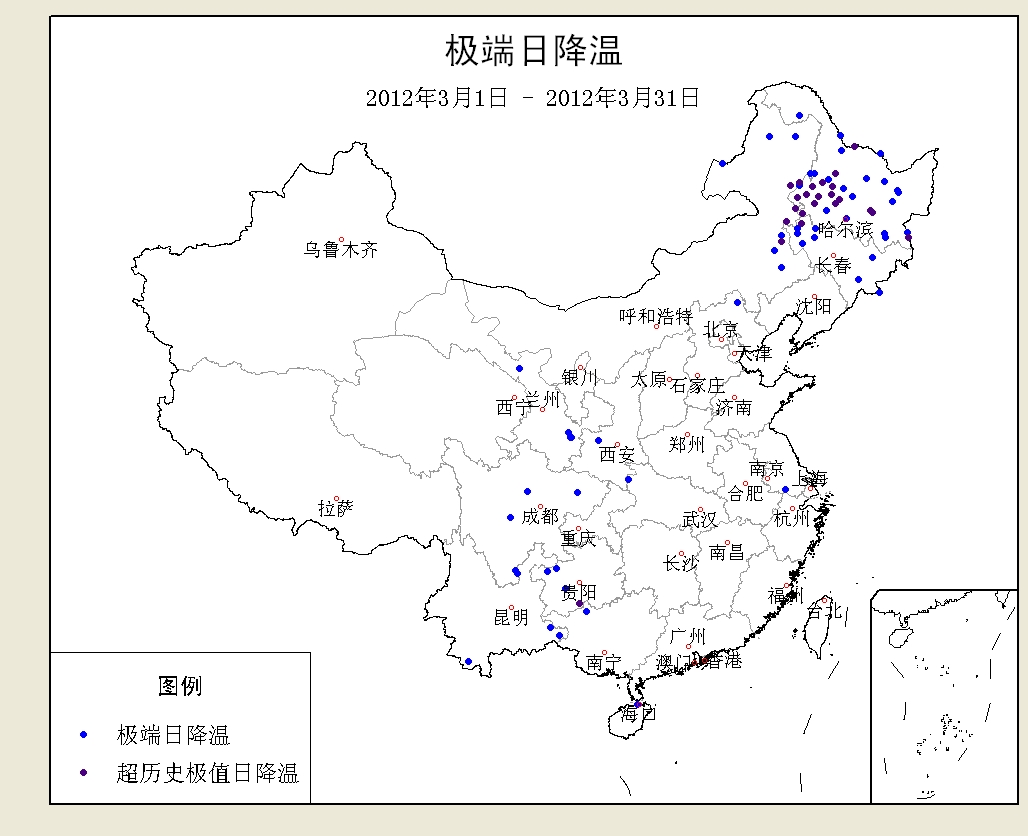 极端日降温
2012年3月1日 - 2012年3月31日
哈尔滨
乌鲁木齐
长春
沈阳
呼和浩特
北京
天津
银川
太原
石家庄
西宁
兰州
济南
郑州
西安
南京
上海
合肥
拉萨
成都
武汉
杭州
重庆
南昌
长沙
贵阳
福州
昆明
台北
广州
南宁
澳门
香港
海口
图例
极端日降温
超历史极值日降温